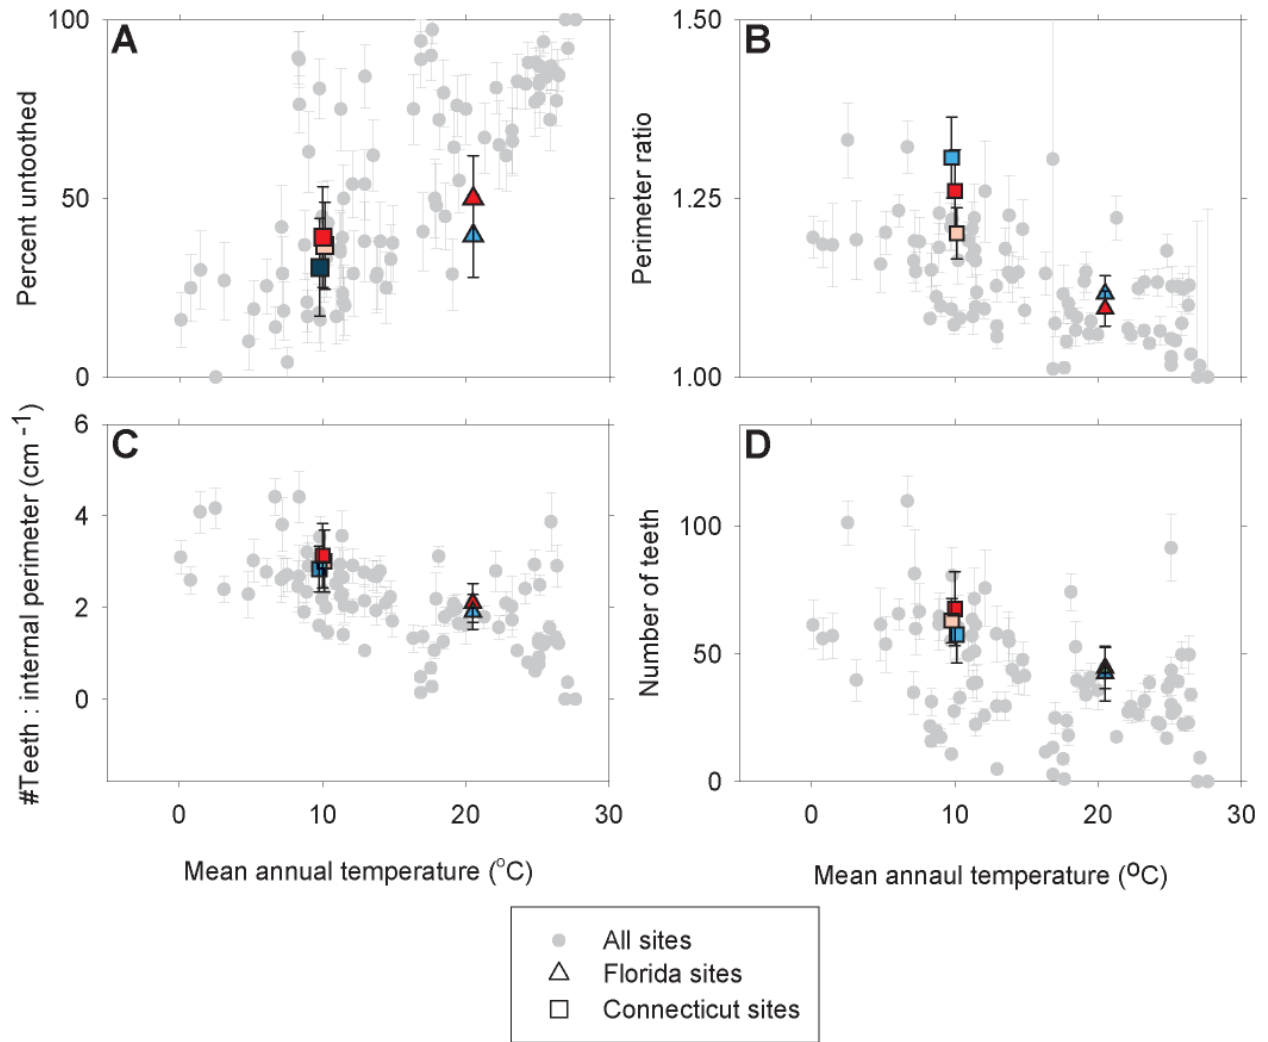 A
100
50
0
Percent untoothed
B
1.50
1.25
1.00
Perimeter ratio
C
6
4
2
0
#Teeth : internal perimeter (cm -1)
0 10 20 30
Mean annual temperature (oC)
D
100
50
0
Number of teeth
0 10 20 30
Mean annaul temperature (oC)
All sites
Florida sites
Connecticut sites